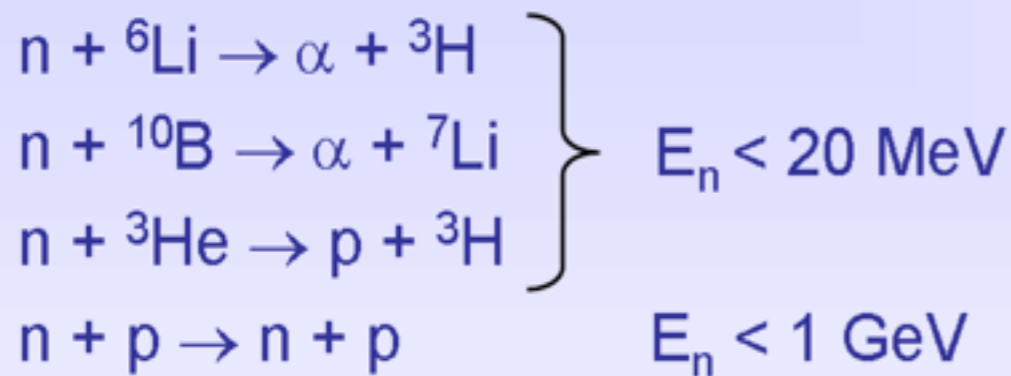 n + ⁶Li → α + ³H
n + ¹⁰B → α + ⁷Li
Eₙ < 20 MeV
n + ³He → p + ³H
n + p → n + p Eₙ < 1 GeV